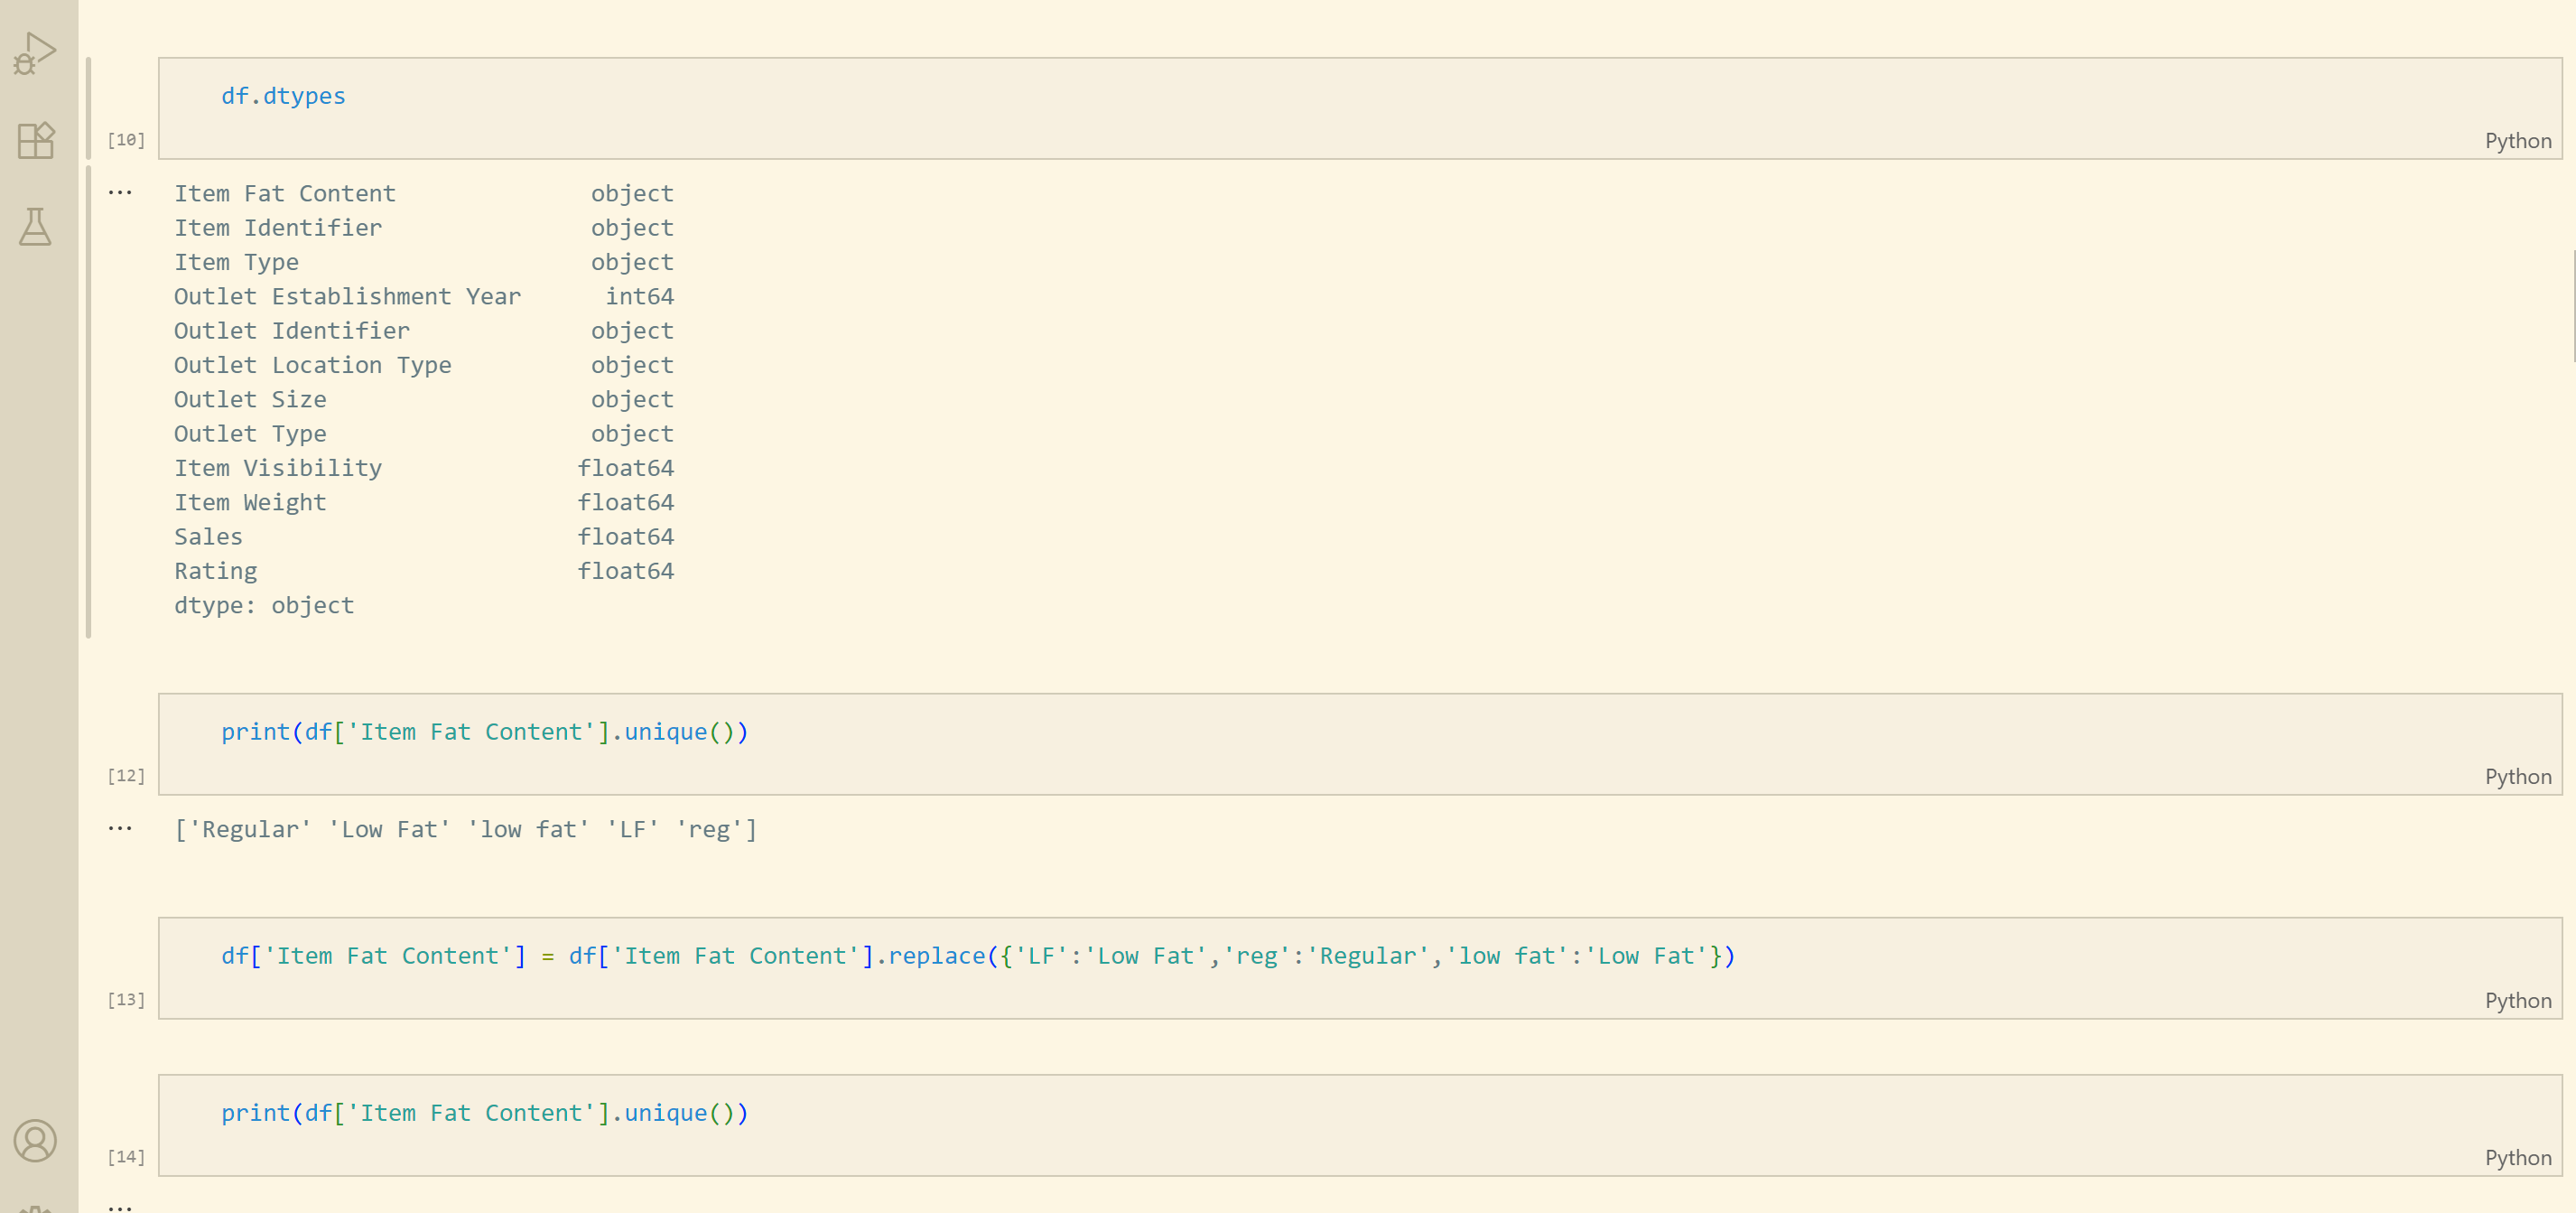 df.dtypes
[10]
Python
... Item Fat Content object
Item Identifier object
Item Type object
Outlet Establishment Year int64
Outlet Identifier object
Outlet Location Type object
Outlet Size object
Outlet Type object
Item Visibility float64
Item Weight float64
Sales float64
Rating float64
dtype: object
print(df['Item Fat Content'].unique())
[12]
Python
... ['Regular' 'Low Fat' 'low fat' 'LF' 'reg']
df['Item Fat Content'] = df['Item Fat Content'].replace({'LF':'Low Fat','reg':'Regular','low fat':'Low Fat'})
[13]
Python
print(df['Item Fat Content'].unique())
[14]
Python
...